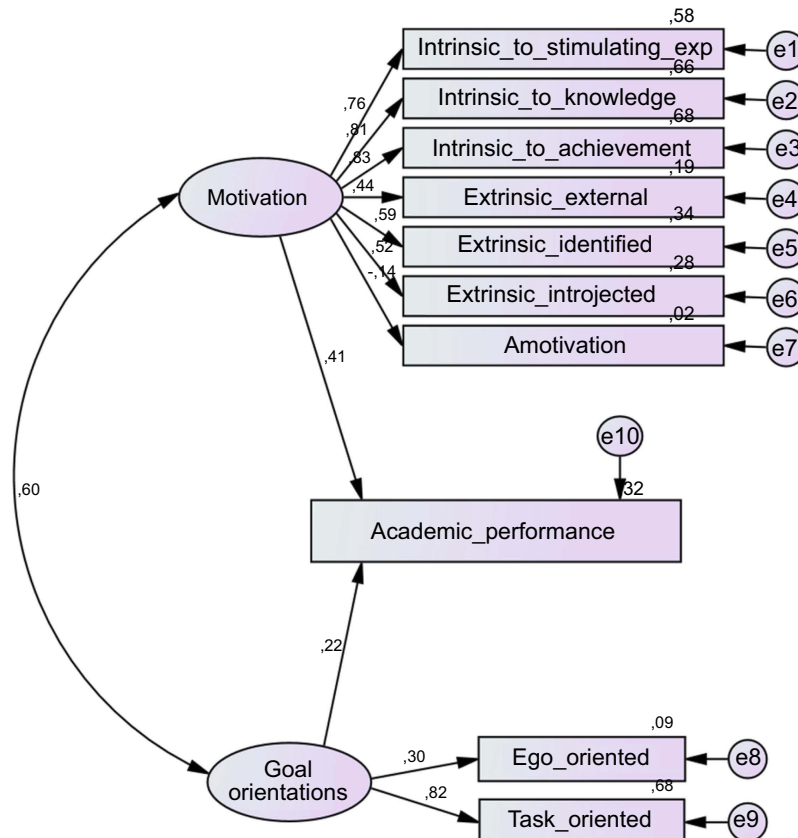 ,58
Intrinsic_to_stimulating_exp
e1
,66
,76
Intrinsic_to_knowledge
e2
,81
,68
Intrinsic_to_achievement
e3
,83
,19
Motivation
,44
Extrinsic_external
e4
,34
,59
Extrinsic_identified
e5
,52
,28
-,14
Extrinsic_introjected
e6
,02
Amotivation
e7
,41
e10
,60
,32
Academic_performance
,22
,09
,30
Ego_oriented
e8
Goal
orientations
,82
,68
Task_oriented
e9